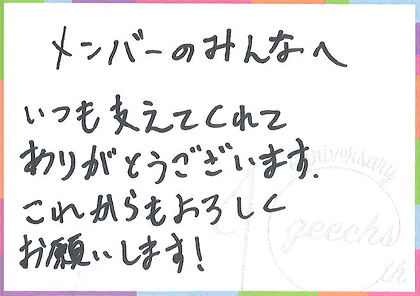 メンバーのみんなへ
いつも支えてくれて
ありがとうございます.
これからもよろしく
お願いします!
10th
anniversary
geechs